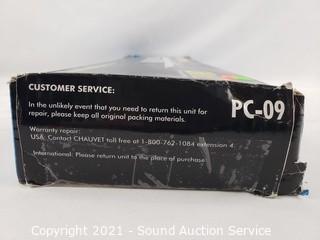 CUSTOMER SERVICE:
In the unlikely event that you need to return this unit for
repair, please keep all original packing materials.
PC-09
Warranty repair:
USA: Contact CHAUVET toll free at 1-800-762-1084 extension 4.
International: Please return unit to the place of purchase.
Copyright 2021 - Sound Auction Service